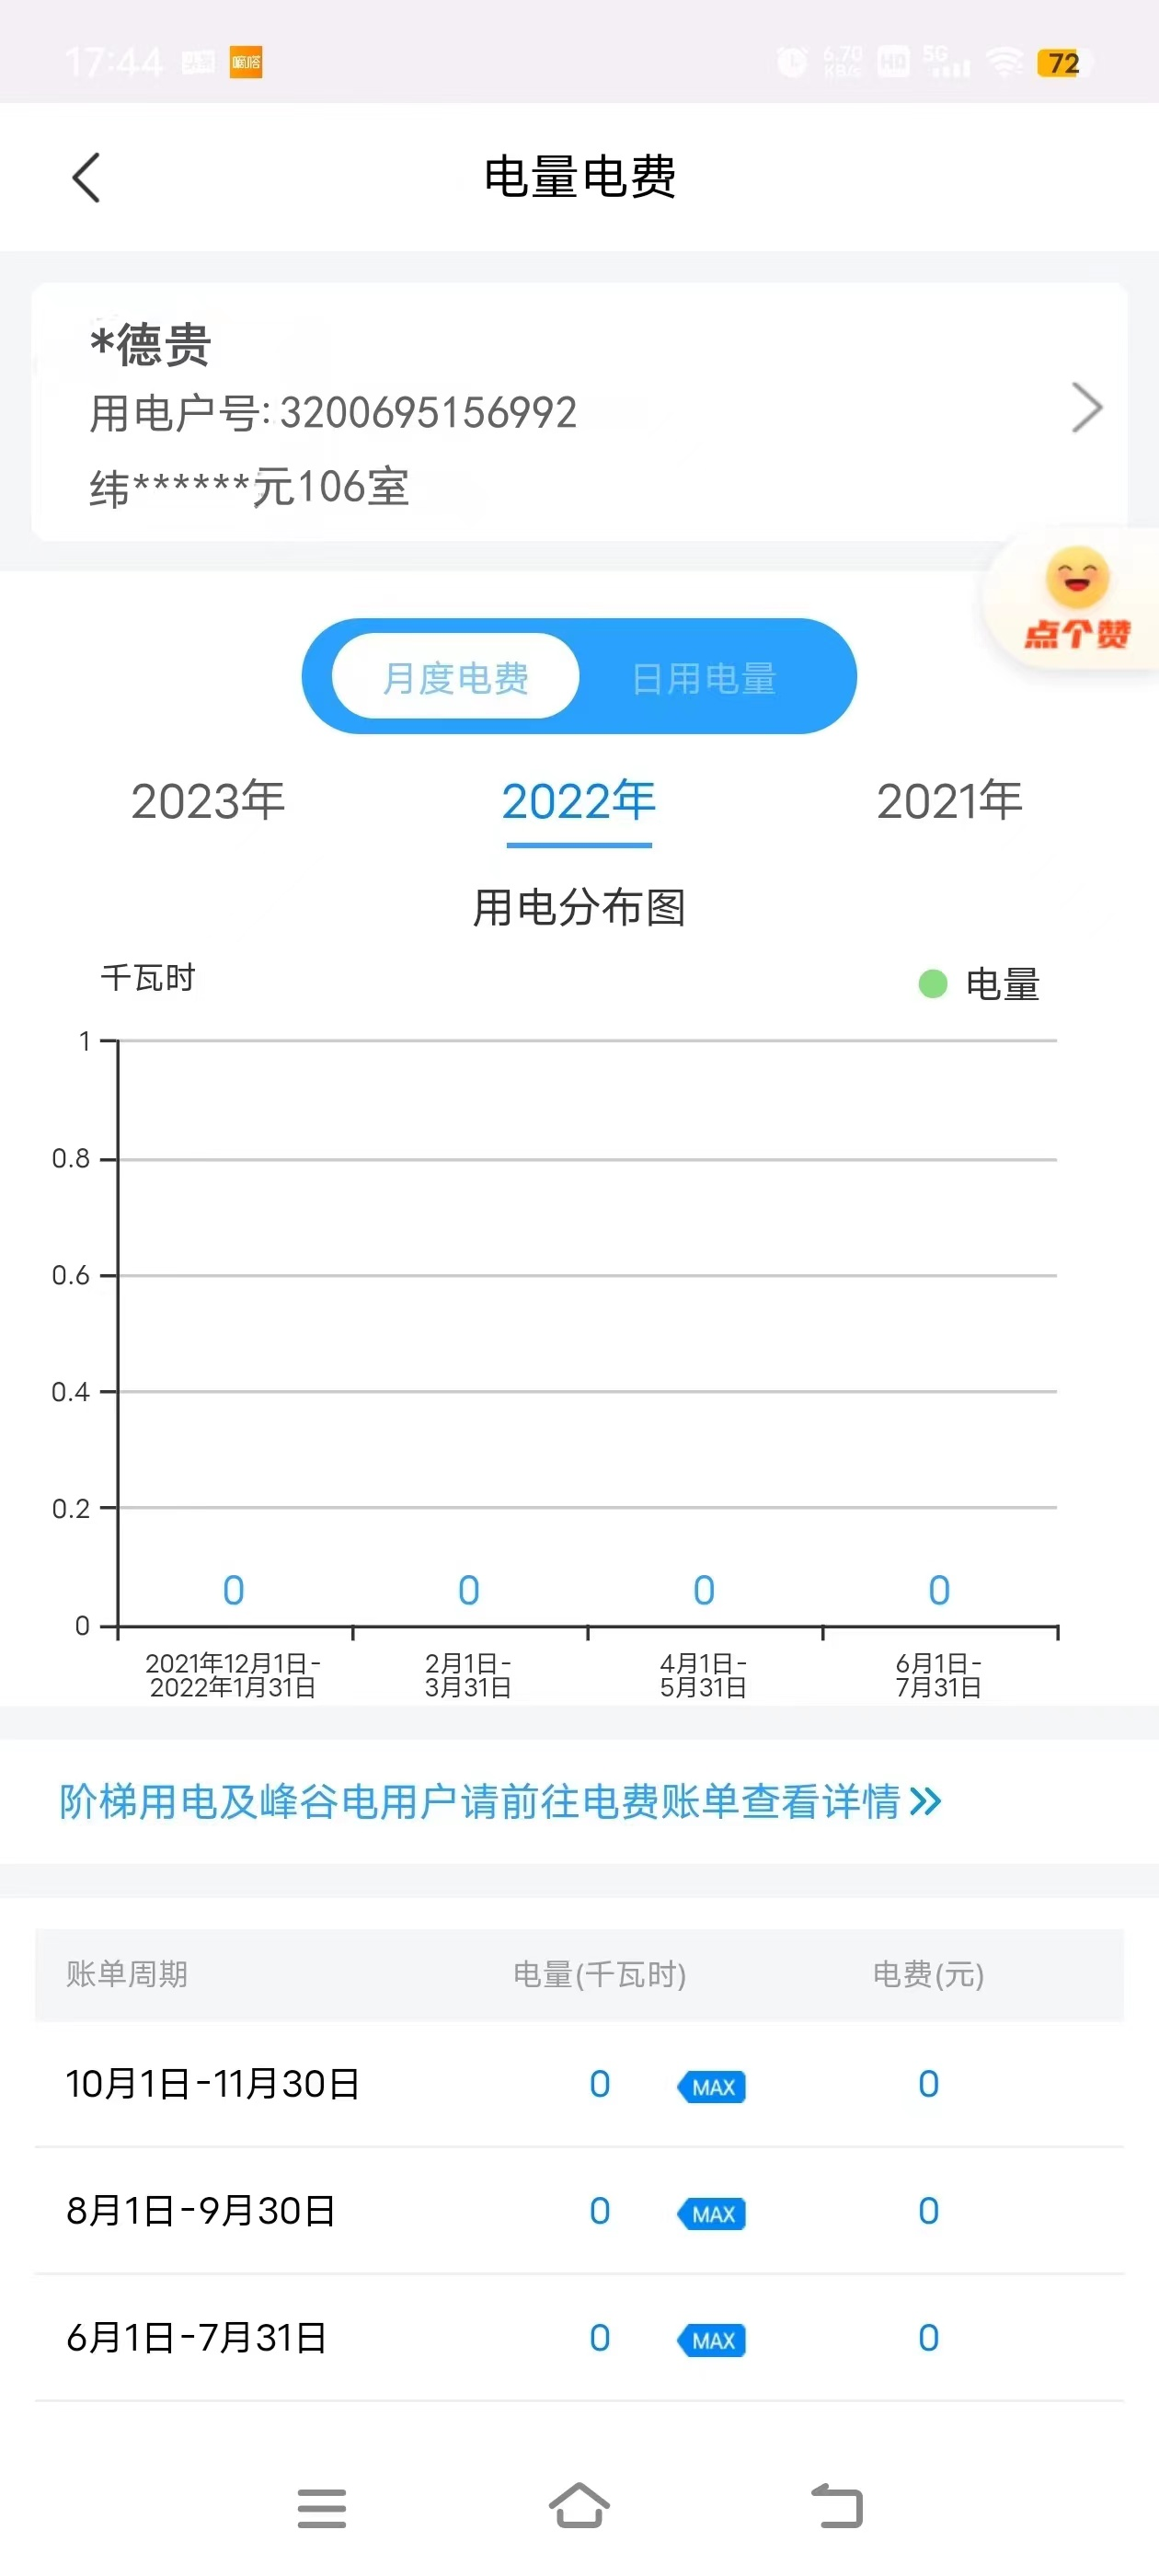 17:44 头条 嘀嗒 6.70 KB/s HD 5G 72
电量电费
*德贵
用电户号:3200695156992
纬******元106室
点个赞
月度电费 日用电量
2023年 2022年 2021年
用电分布图
千瓦时 电量
1
0.8
0.6
0.4
0.2
0 0 0 0
0
2021年12月1日- 2月1日- 4月1日- 6月1日-
2022年1月31日 3月31日 5月31日 7月31日
阶梯用电及峰谷电用户请前往电费账单查看详情
账单周期 电量(千瓦时) 电费(元)
10月1日-11月30日 0 MAX 0
8月1日-9月30日 0 MAX 0
6月1日-7月31日 0 MAX 0